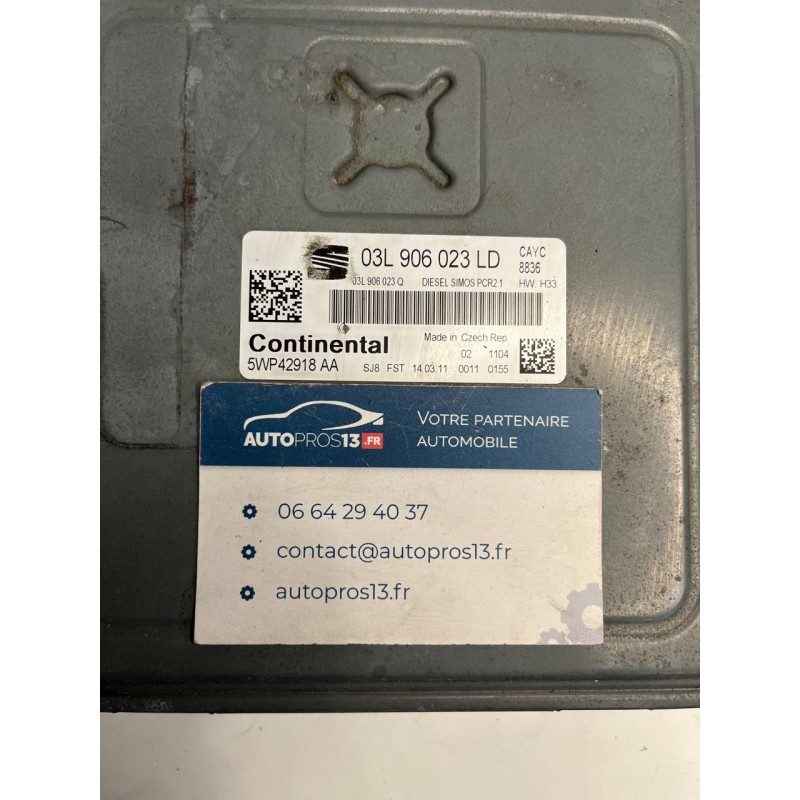 03L 906 023 LD
CAYC
8836
03L 906 023 Q DIESEL SIMOS PCR2.1 HW: H33
Continental
Made in Czech Rep
02 1104
5WP42918 AA SJ8 FST 14.03.11 0011 0155
AUTOPROS13.FR
VOTRE PARTENAIRE
AUTOMOBILE
06 64 29 40 37
contact@autopros13.fr
autopros13.fr